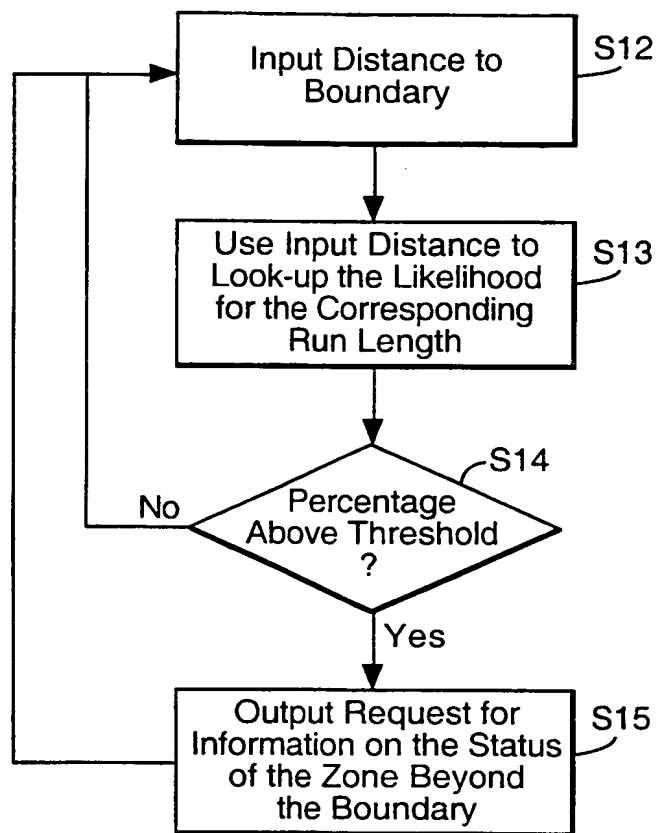 Input Distance to
Boundary
S12
Use Input Distance to
Look-up the Likelihood
for the Corresponding
Run Length
S13
S14
No
Percentage
Above Threshold
?
Yes
Output Request for
Information on the Status
of the Zone Beyond
the Boundary
S15